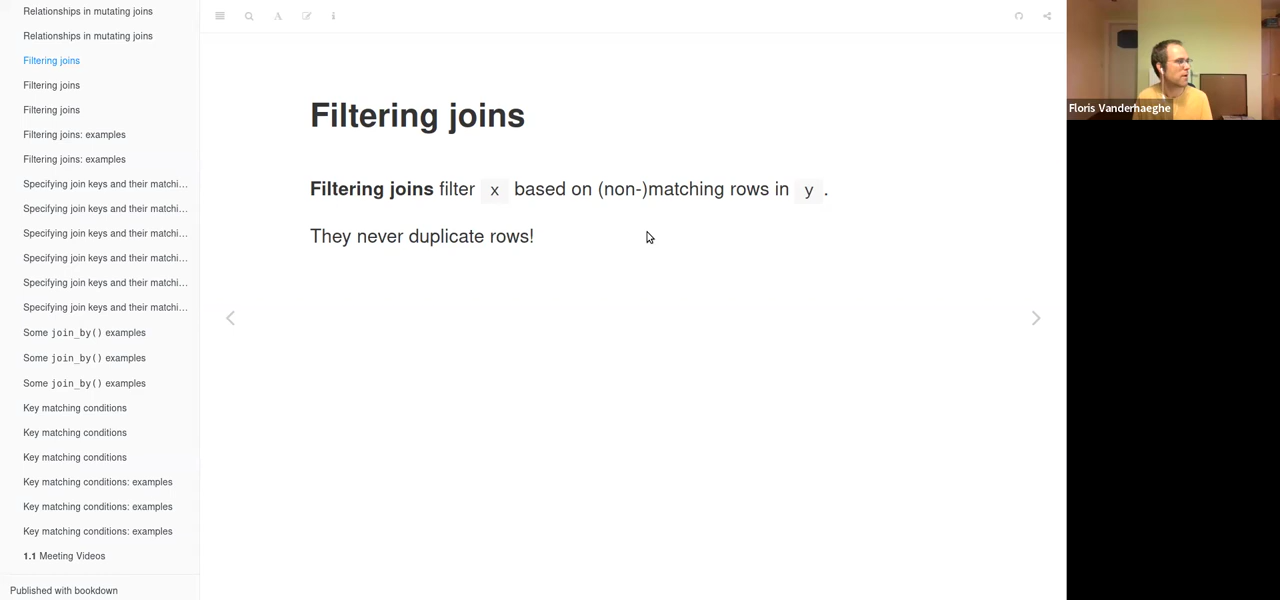 Relationships in mutating joins
Relationships in mutating joins
Filtering joins
Filtering joins
Filtering joins
Filtering joins: examples
Filtering joins: examples
Specifying join keys and their matchi...
Specifying join keys and their matchi...
Specifying join keys and their matchi...
Specifying join keys and their matchi...
Specifying join keys and their matchi...
Specifying join keys and their matchi...
Some join_by() examples
Some join_by() examples
Some join_by() examples
Key matching conditions
Key matching conditions
Key matching conditions
Key matching conditions: examples
Key matching conditions: examples
Key matching conditions: examples
1.1 Meeting Videos
Published with bookdown
A
i
Filtering joins
Filtering joins filter x based on (non-)matching rows in y .
They never duplicate rows!
Floris Vanderhaeghe